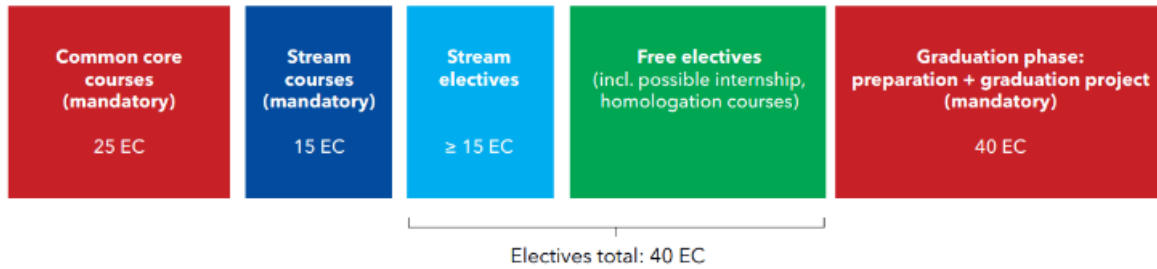 Common core
courses
(mandatory)
25 EC
Stream
courses
(mandatory)
15 EC
Stream
electives
≥ 15 EC
Free electives
(incl. possible internship,
homologation courses)
Graduation phase:
preparation + graduation project
(mandatory)
40 EC
Electives total: 40 EC